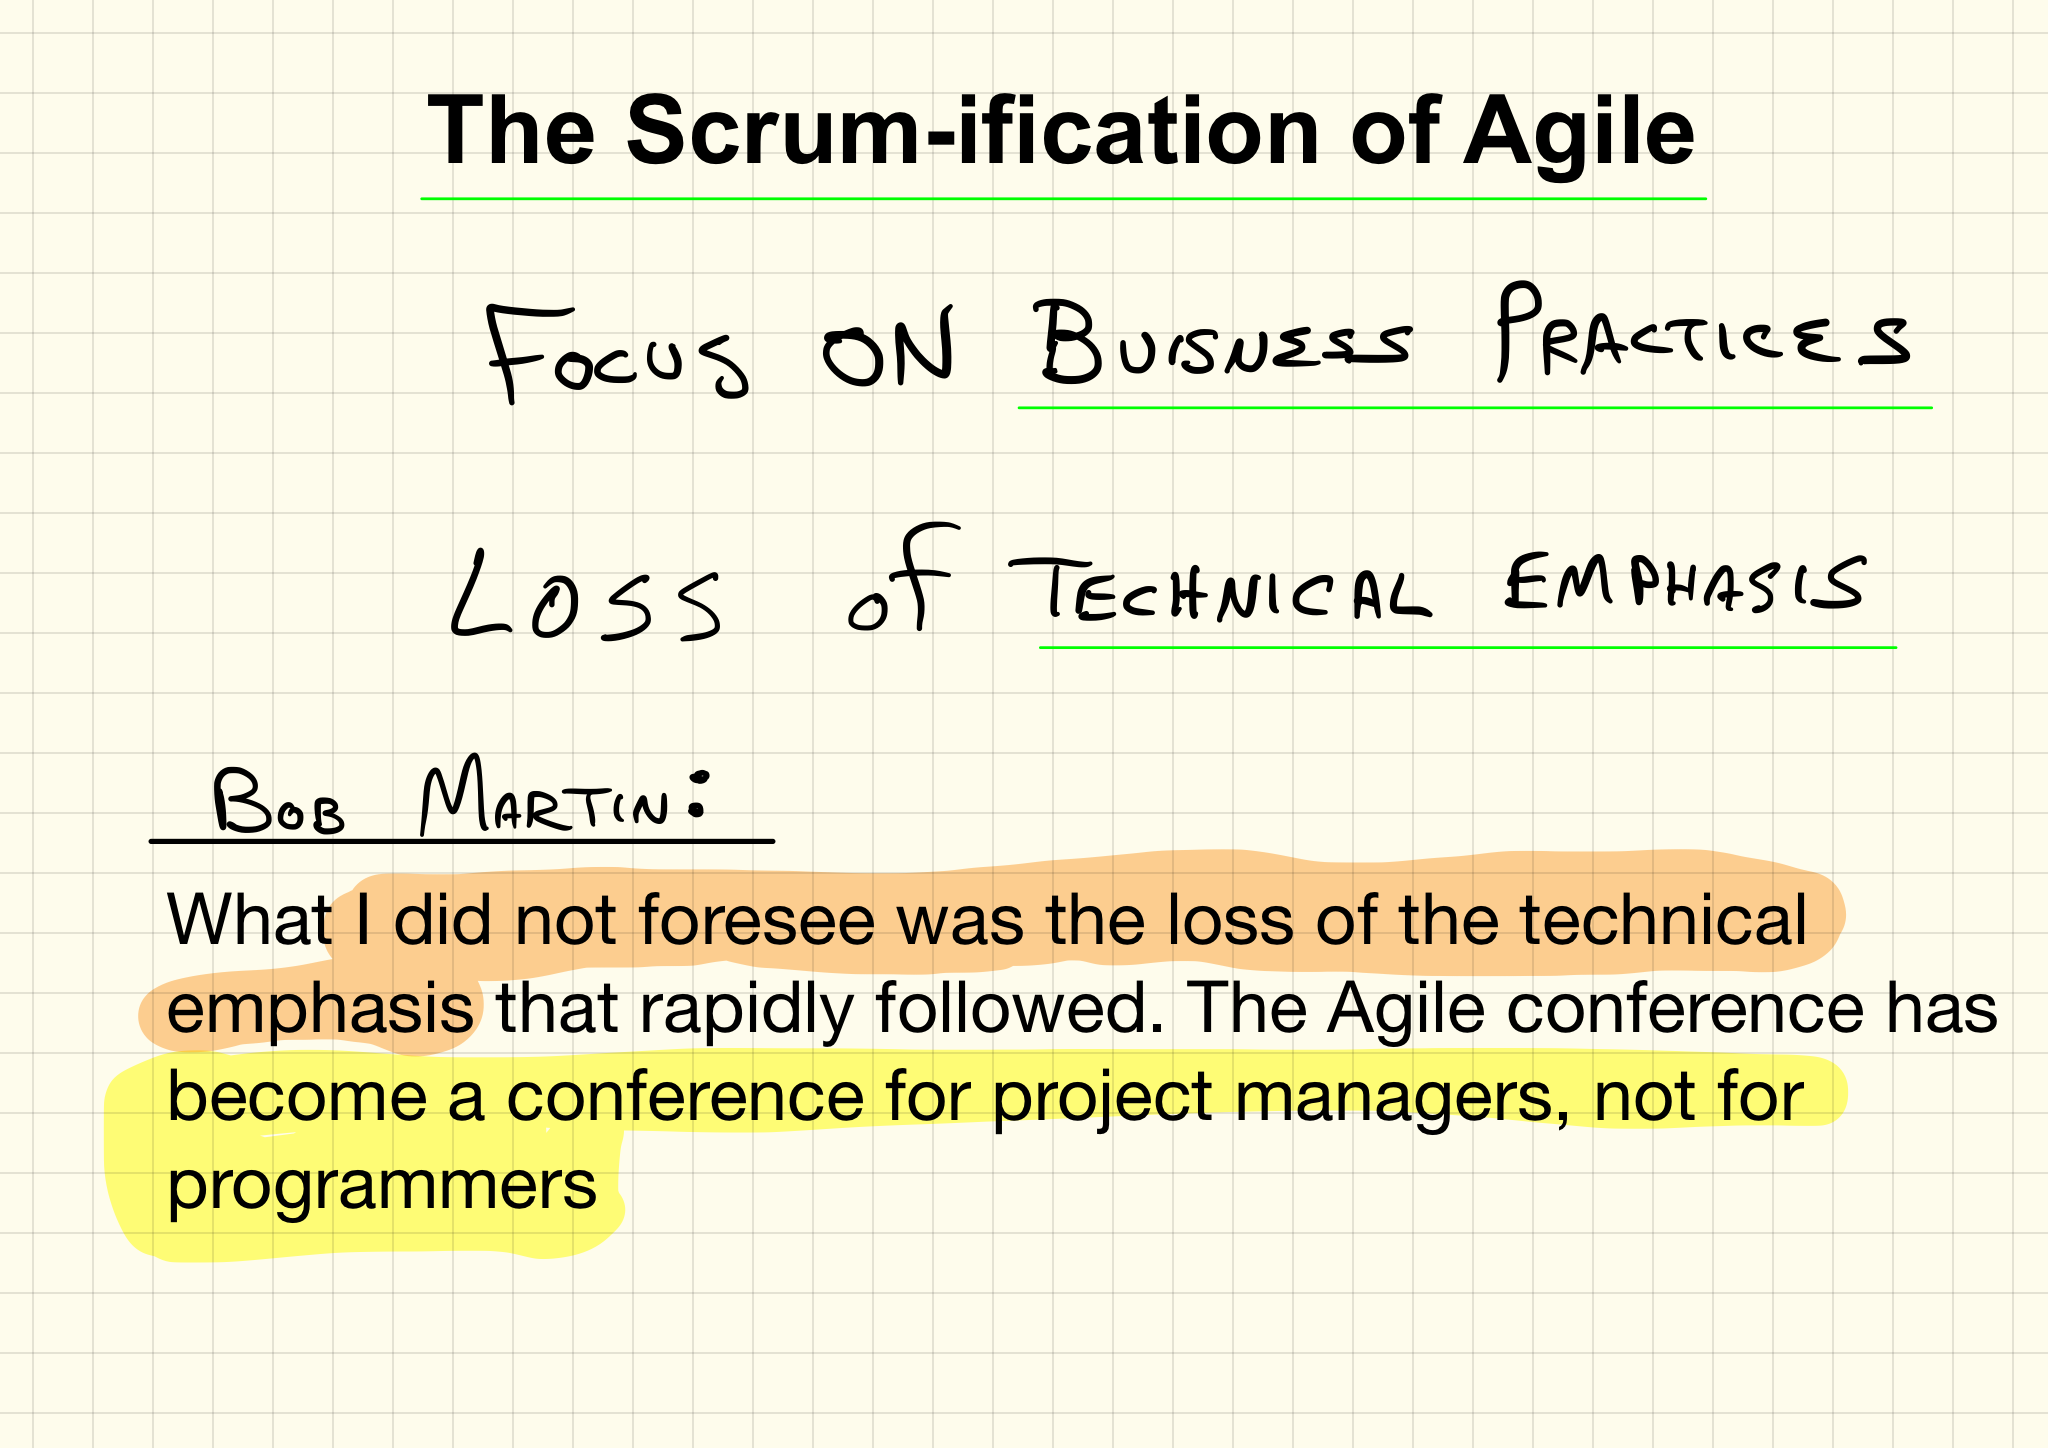 The Scrum-ification of Agile
Focus ON BUISNESS PRACTICES
LOSS of TECHNICAL EMPHASIS
BOB MARTIN:
What I did not foresee was the loss of the technical
emphasis that rapidly followed. The Agile conference has
become a conference for project managers, not for
programmers